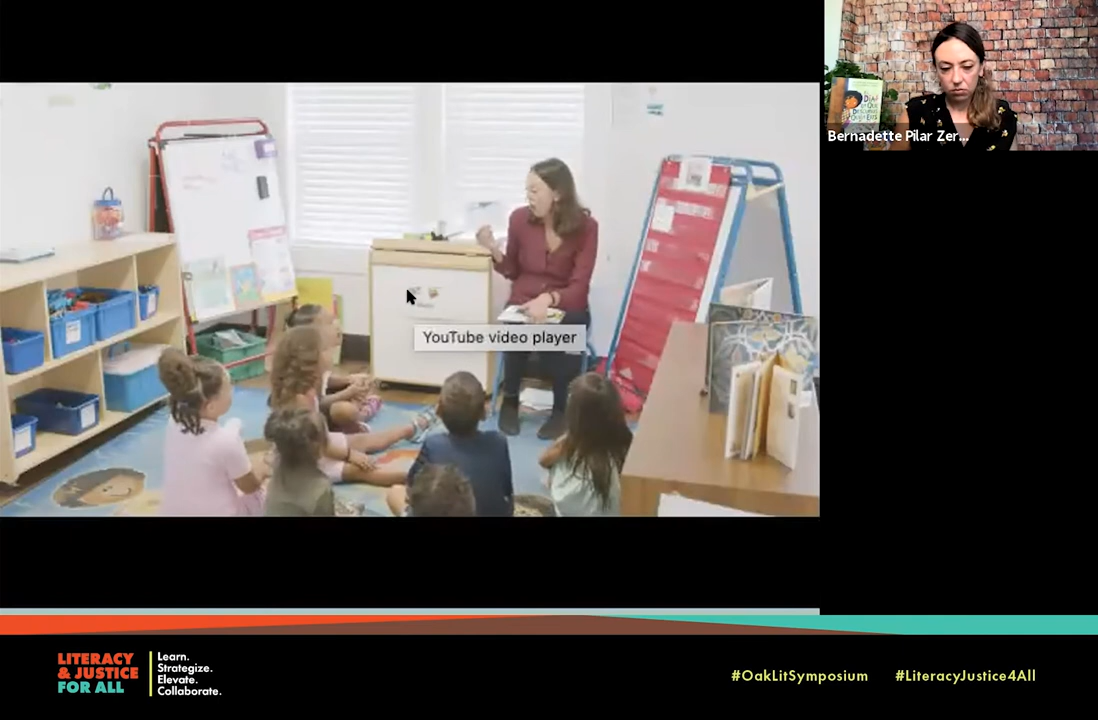 Bernadette Pilar Zer...
YouTube video player
LITERACY
& JUSTICE
FOR ALL
Learn.
Strategize.
Elevate.
Collaborate.
#OakLitSymposium
#LiteracyJustice4All